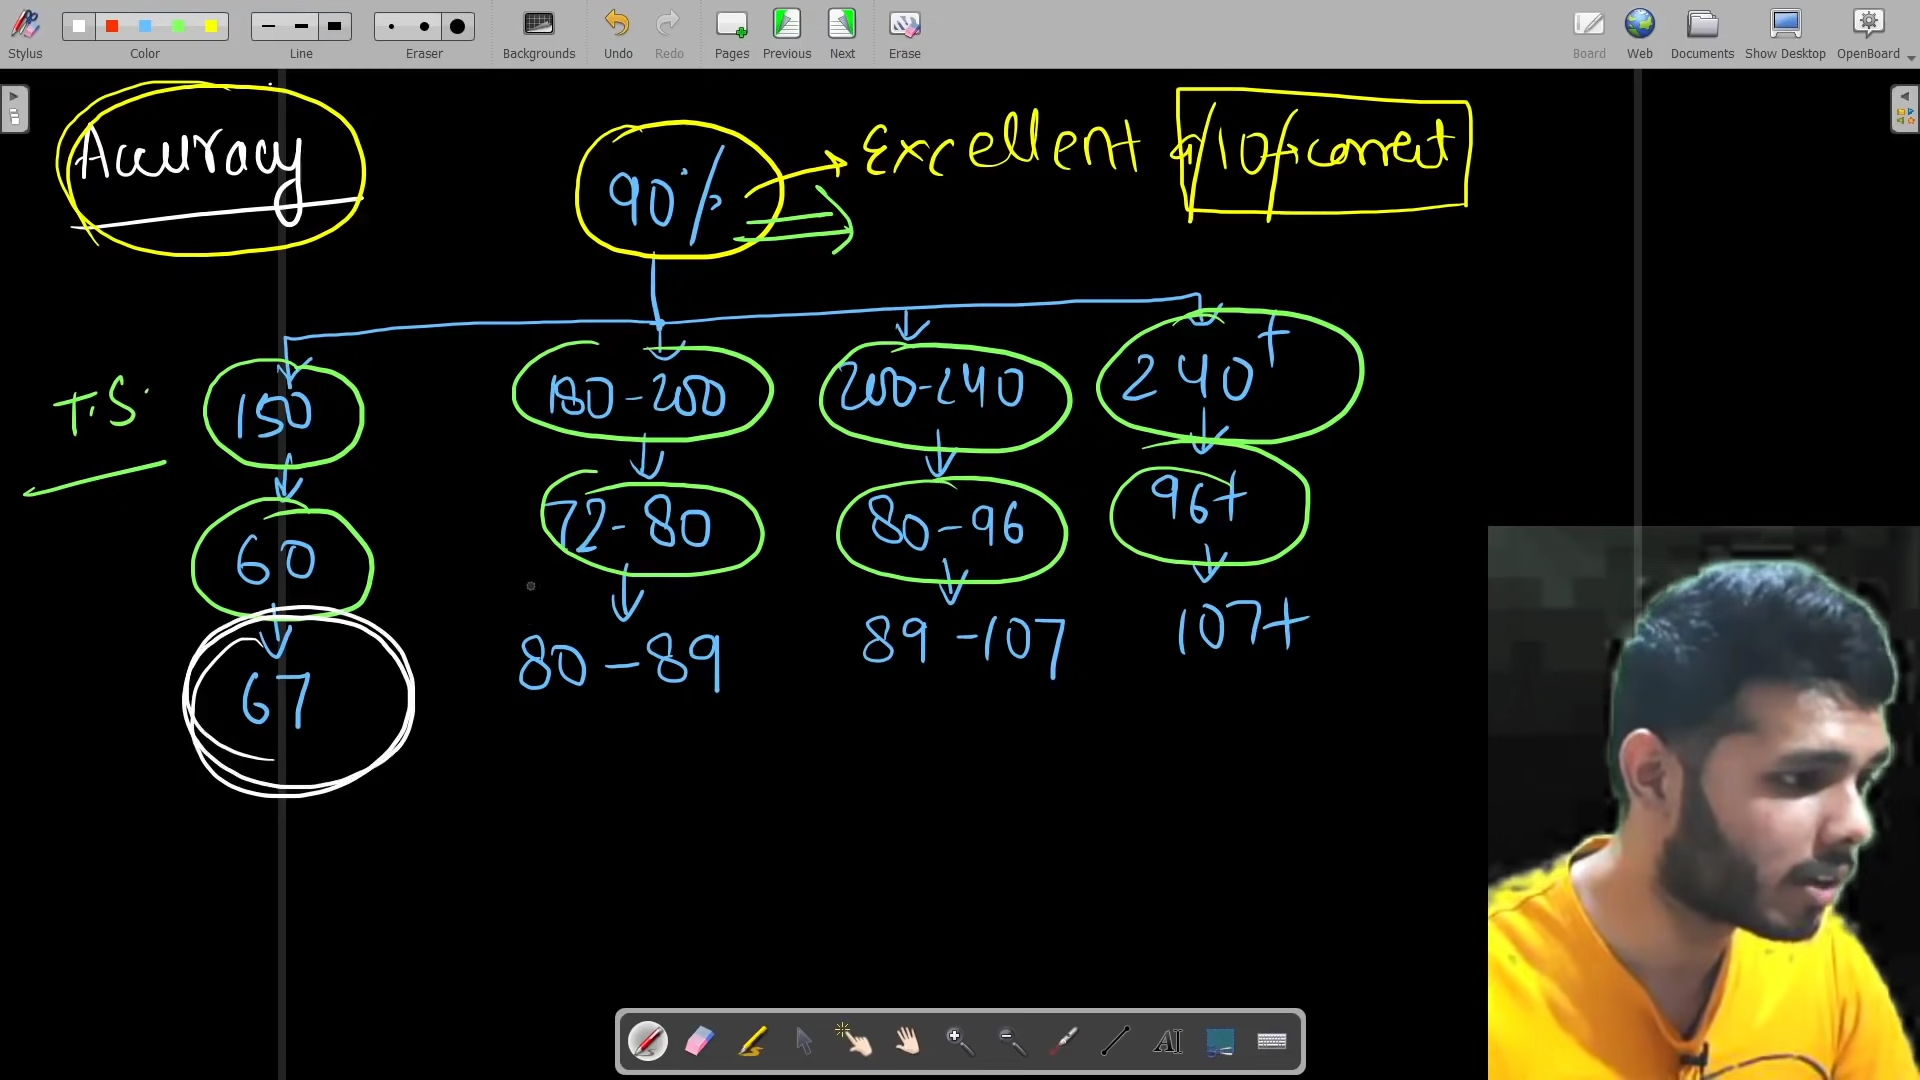 Stylus
Color
Line
Eraser
Backgrounds
Undo
Redo
Pages
Previous
Next
Erase
Board
Web
Documents
Show Desktop
OpenBoard
Accuracy
90%
Excellent
9/10 → correct
T.S.
150
180-200
200-240
240+
60
72-80
80-96
96+
67
80-89
89-107
107+